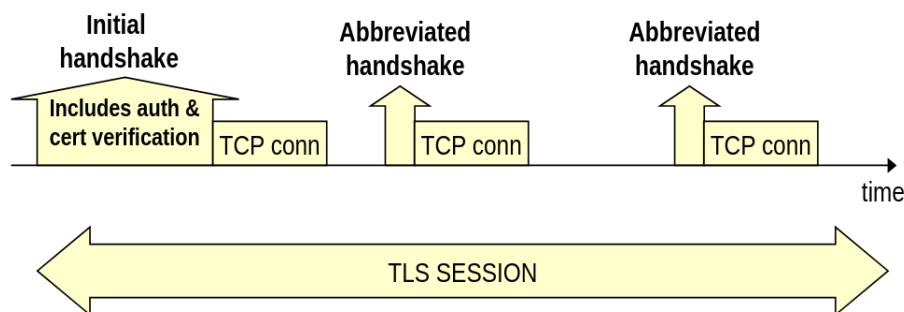 Initial
handshake
Abbreviated
handshake
Abbreviated
handshake
Includes auth &
cert verification
TCP conn
TCP conn
TCP conn
time
TLS SESSION